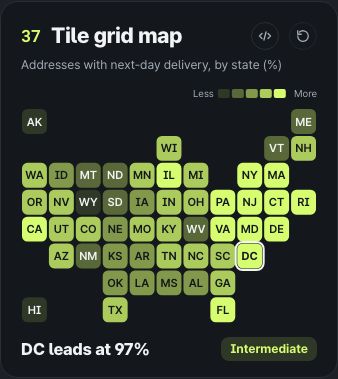 37 Tile grid map
Addresses with next-day delivery, by state (%)
Less More
AK ME
WI VT NH
WA ID MT ND MN IL MI NY MA
OR NV WY SD IA IN OH PA NJ CT RI
CA UT CO NE MO KY WV VA MD DE
AZ NM KS AR TN NC SC DC
OK LA MS AL GA
HI TX FL
DC leads at 97% Intermediate